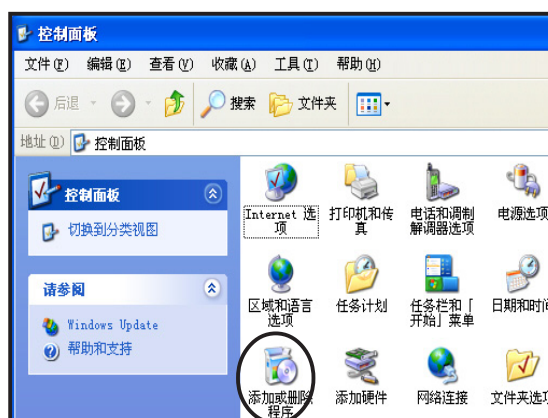 控制面板
文件(F) 编辑(E) 查看(V) 收藏(A) 工具(T) 帮助(H)
后退 搜索 文件夹
地址(D) 控制面板
控制面板
切换到分类视图
请参阅
Windows Update
帮助和支持
Internet 选项
打印机和传真
电话和调制解调器选项
电源选项
区域和语言选项
任务计划
任务栏和「开始」菜单
日期和时间
添加或删除程序
添加硬件
网络连接
文件夹选项